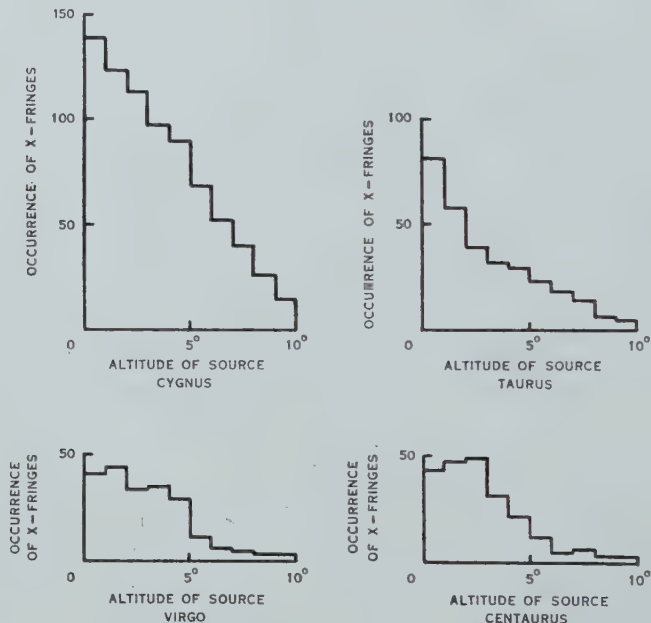 150
100
50
0
5°
10°
OCCURRENCE OF X-FRINGES
ALTITUDE OF SOURCE
CYGNUS
100
50
0
5°
10°
OCCURRENCE OF X-FRINGES
ALTITUDE OF SOURCE
TAURUS
50
0
5°
10°
OCCURRENCE
OF X-FRINGES
ALTITUDE OF SOURCE
VIRGO
50
0
5°
10°
OCCURRENCE
OF X-FRINGES
ALTITUDE OF SOURCE
CENTAURUS